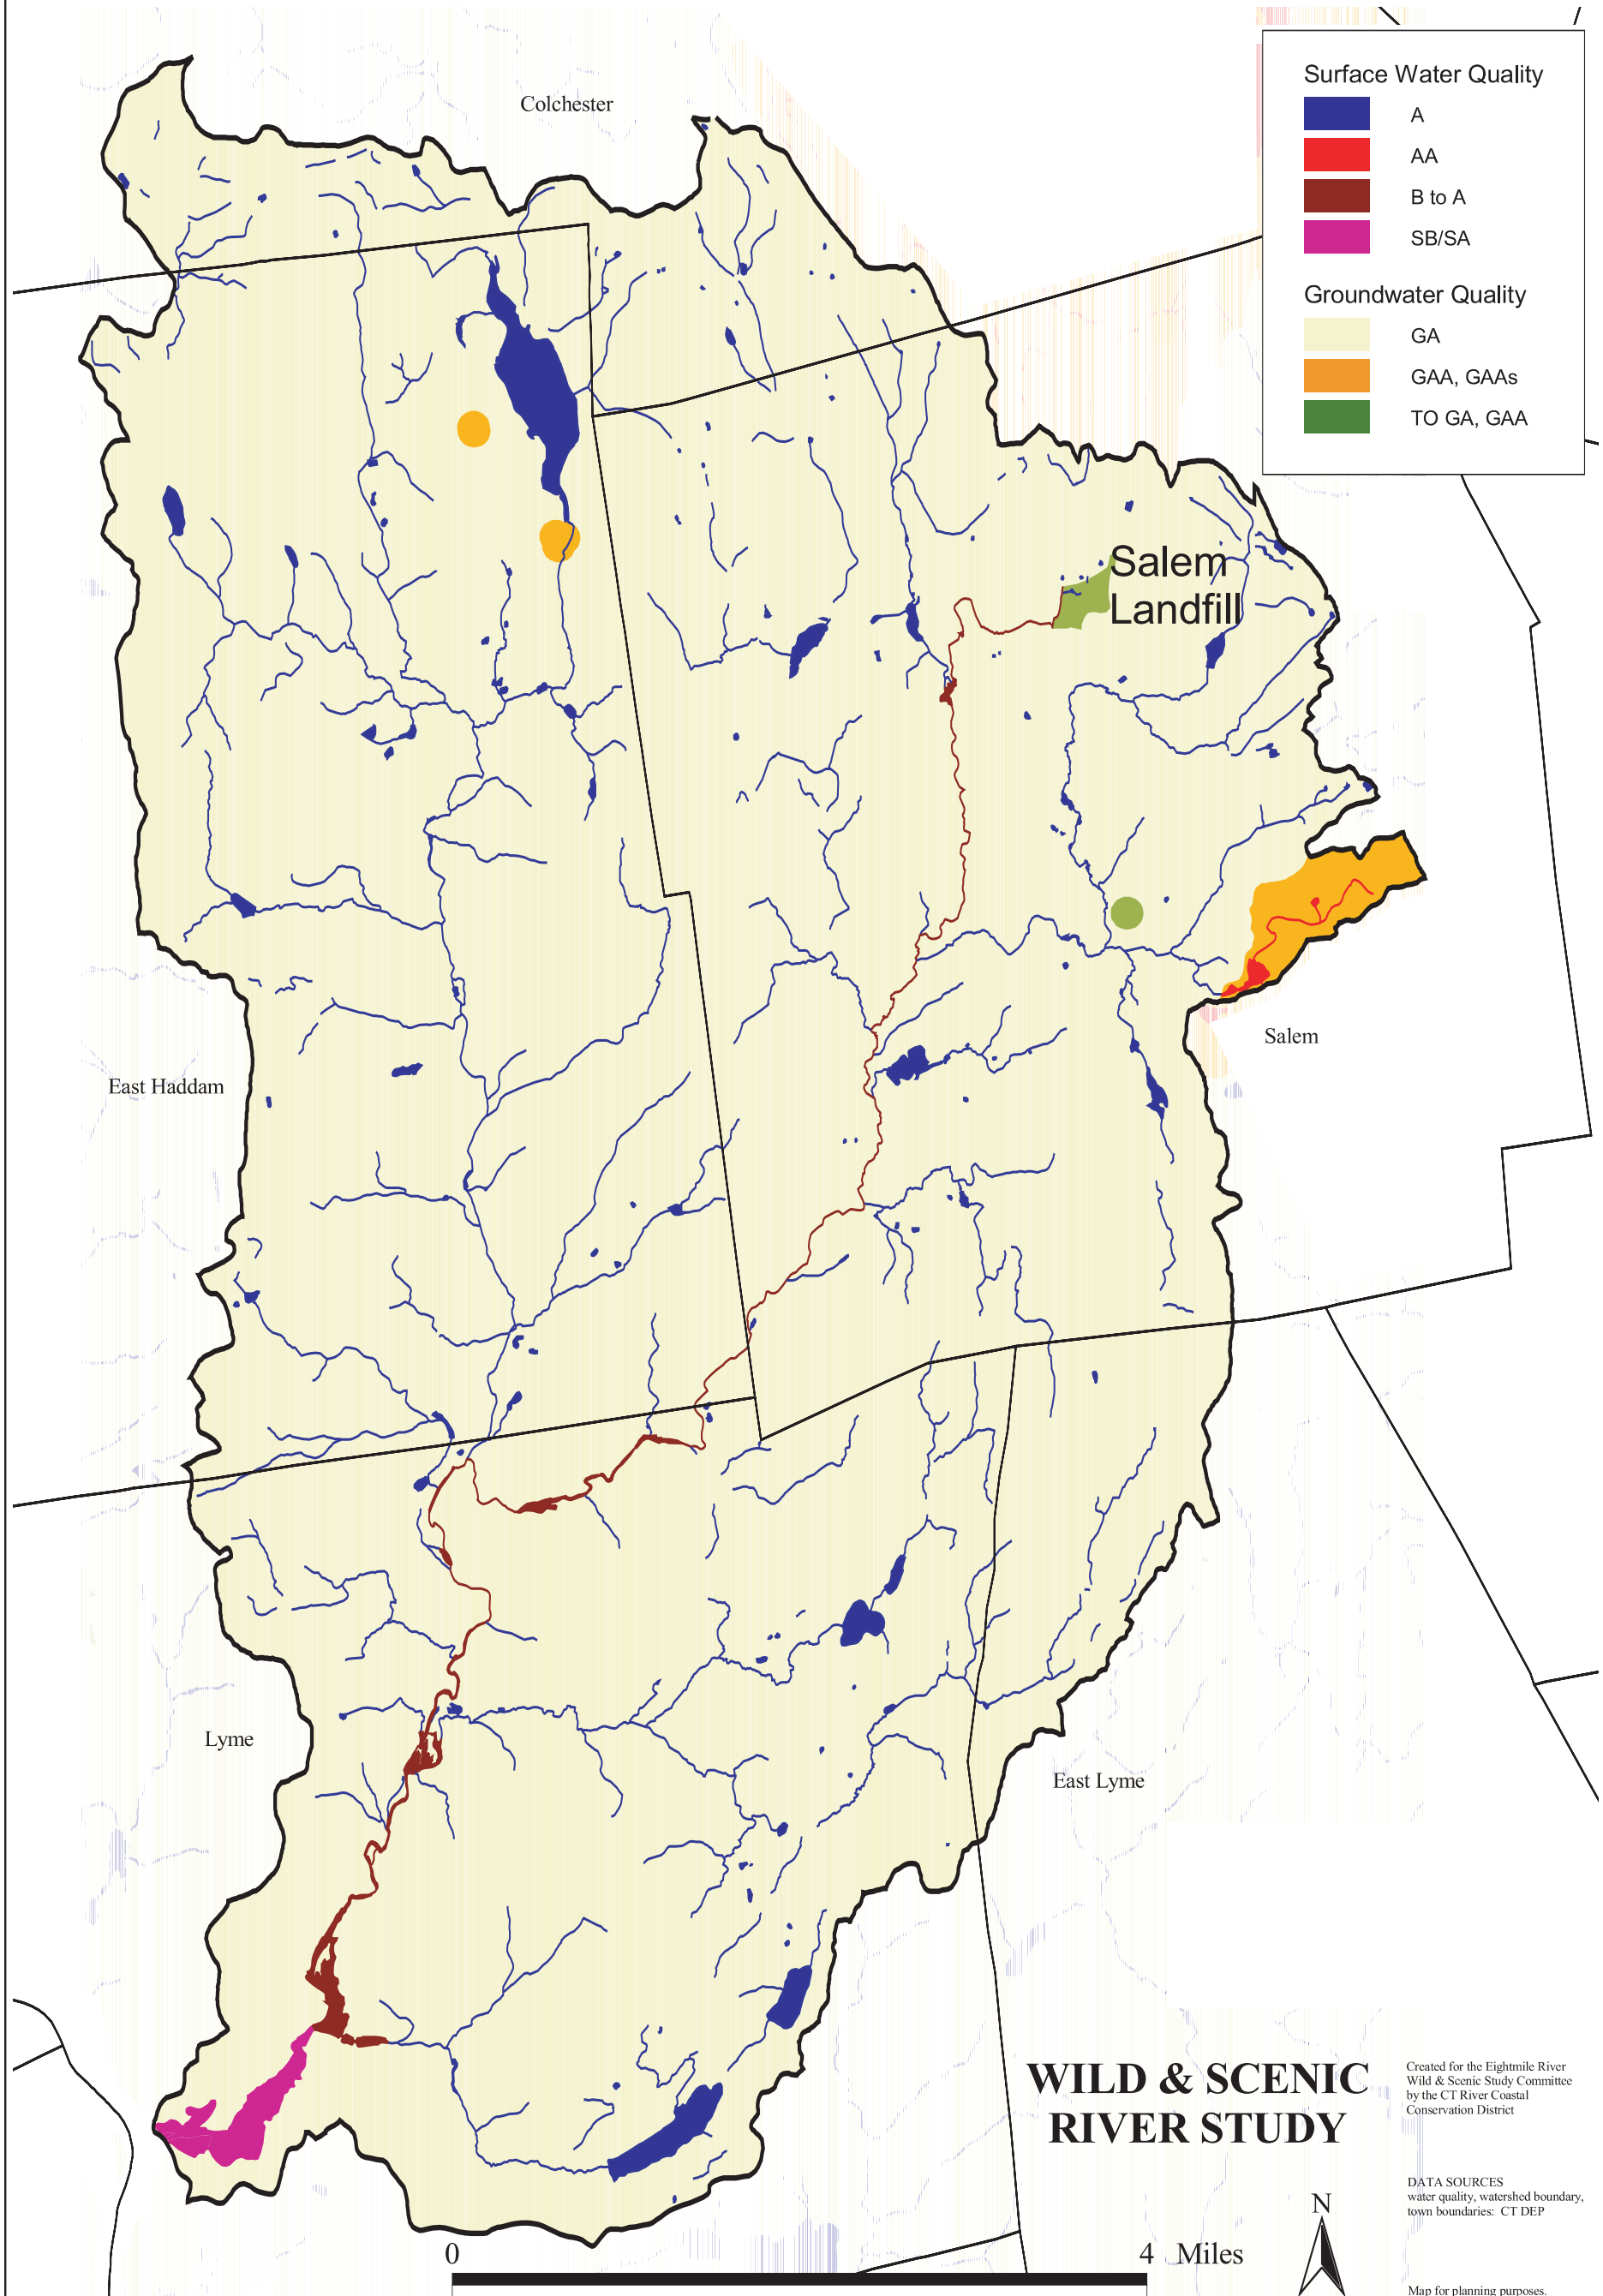 Colchester
Surface Water Quality
A
AA
B to A
SB/SA
Groundwater Quality
GA
GAA, GAAs
TO GA, GAA
Salem
Landfill
Salem
East Haddam
Lyme
East Lyme
WILD & SCENIC
RIVER STUDY
Created for the Eightmile River
Wild & Scenic Study Committee
by the CT River Coastal
Conservation District
DATA SOURCES
water quality, watershed boundary,
town boundaries: CT DEP
N
0
4 Miles
Map for planning purposes.